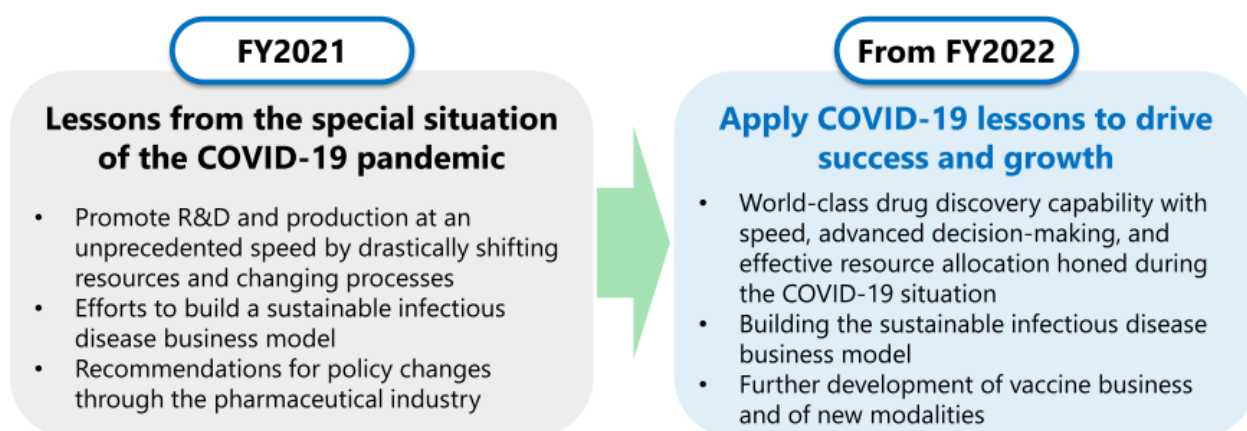 FY2021
Lessons from the special situation
of the COVID-19 pandemic
• Promote R&D and production at an
unprecedented speed by drastically shifting
resources and changing processes
• Efforts to build a sustainable infectious
disease business model
• Recommendations for policy changes
through the pharmaceutical industry
From FY2022
Apply COVID-19 lessons to drive
success and growth
• World-class drug discovery capability with
speed, advanced decision-making, and
effective resource allocation honed during
the COVID-19 situation
• Building the sustainable infectious disease
business model
• Further development of vaccine business
and of new modalities